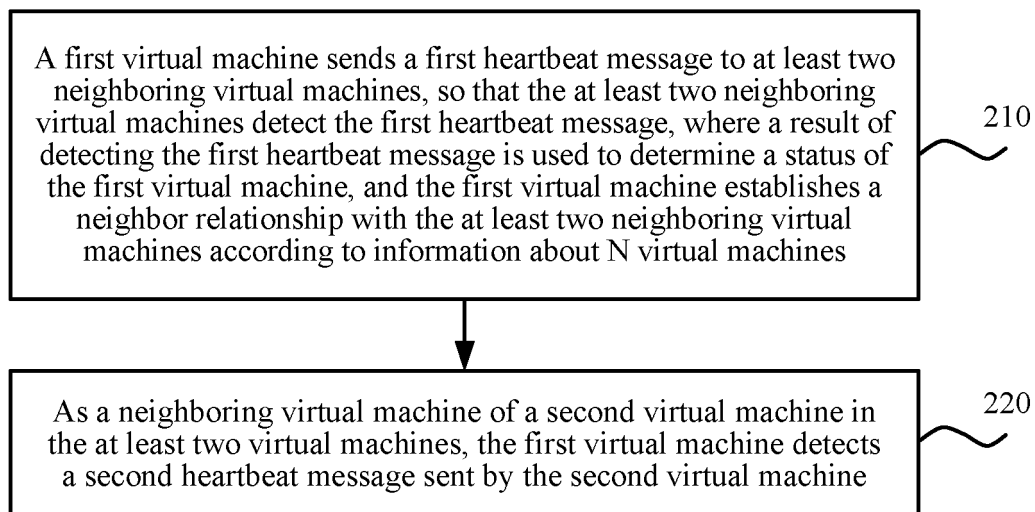 A first virtual machine sends a first heartbeat message to at least two
neighboring virtual machines, so that the at least two neighboring
virtual machines detect the first heartbeat message, where a result of
detecting the first heartbeat message is used to determine a status of
the first virtual machine, and the first virtual machine establishes a
neighbor relationship with the at least two neighboring virtual
machines according to information about N virtual machines
210
As a neighboring virtual machine of a second virtual machine in
the at least two virtual machines, the first virtual machine detects
a second heartbeat message sent by the second virtual machine
220